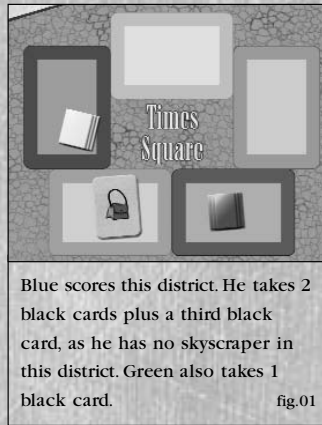 Times
Square
Blue scores this district. He takes 2
black cards plus a third black
card, as he has no skyscraper in
this district. Green also takes 1
black card.
fig.01